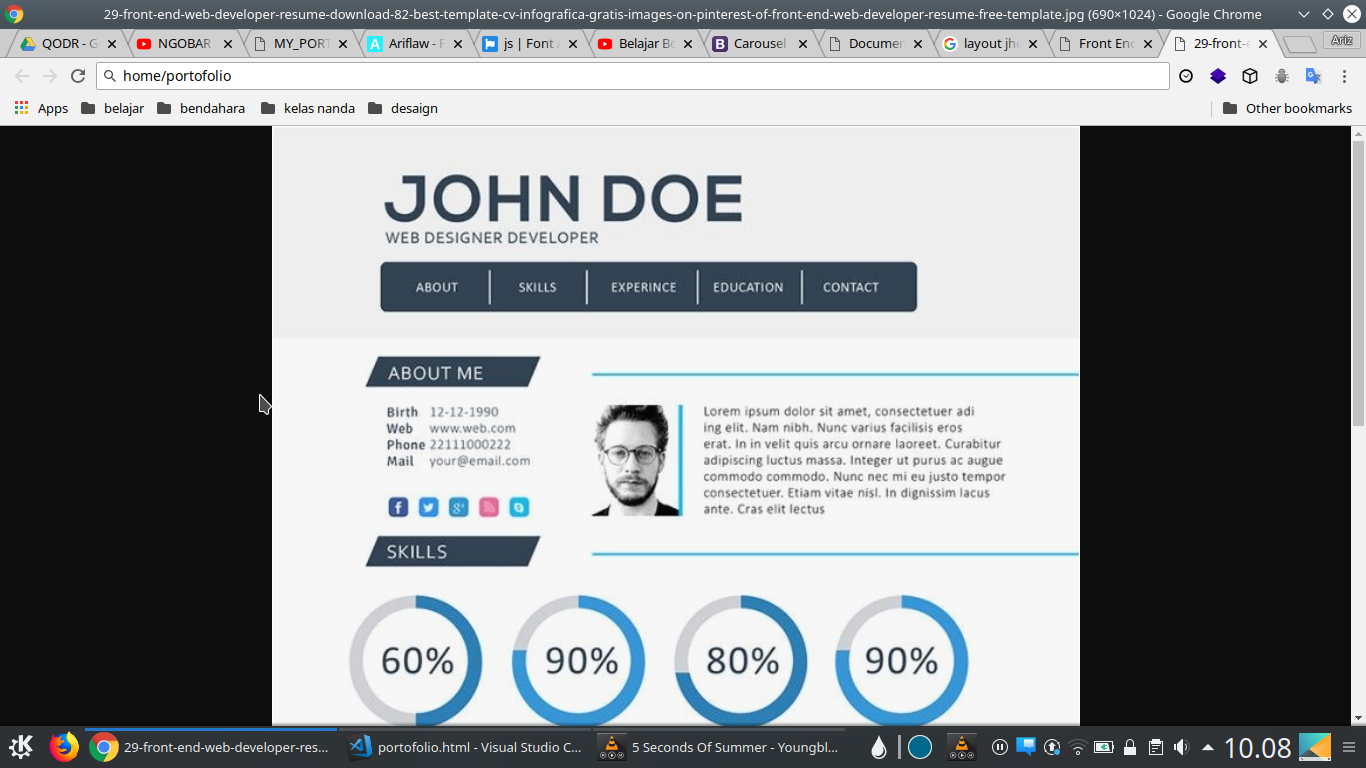 29-front-end-web-developer-resume-download-82-best-template-cv-infografica-gratis-images-on-pinterest-of-front-end-web-developer-resume-free-template.jpg (690×1024) - Google Chrome
QODR - G
NGOBAR
MY_PORT
Ariflaw - F
js | Font A
Belajar Bo
Carousel
Documen
layout jho
Front End
29-front-e
Ariz
home/portofolio
Apps
belajar
bendahara
kelas nanda
desaign
Other bookmarks
JOHN DOE
WEB DESIGNER DEVELOPER
ABOUT SKILLS EXPERINCE EDUCATION CONTACT
ABOUT ME
Birth 12-12-1990
Web www.web.com
Phone 22111000222
Mail your@email.com
Lorem ipsum dolor sit amet, consectetuer adi
ing elit. Nam nibh. Nunc varius facilisis eros
erat. In in velit quis arcu ornare laoreet. Curabitur
adipiscing luctus massa. Integer ut purus ac augue
commodo commodo. Nunc nec mi eu justo tempor
consectetuer. Etiam vitae nisl. In dignissim lacus
ante. Cras elit lectus
SKILLS
60% 90% 80% 90%
29-front-end-web-developer-res...
portofolio.html - Visual Studio C...
5 Seconds Of Summer - Youngbl...
10.08